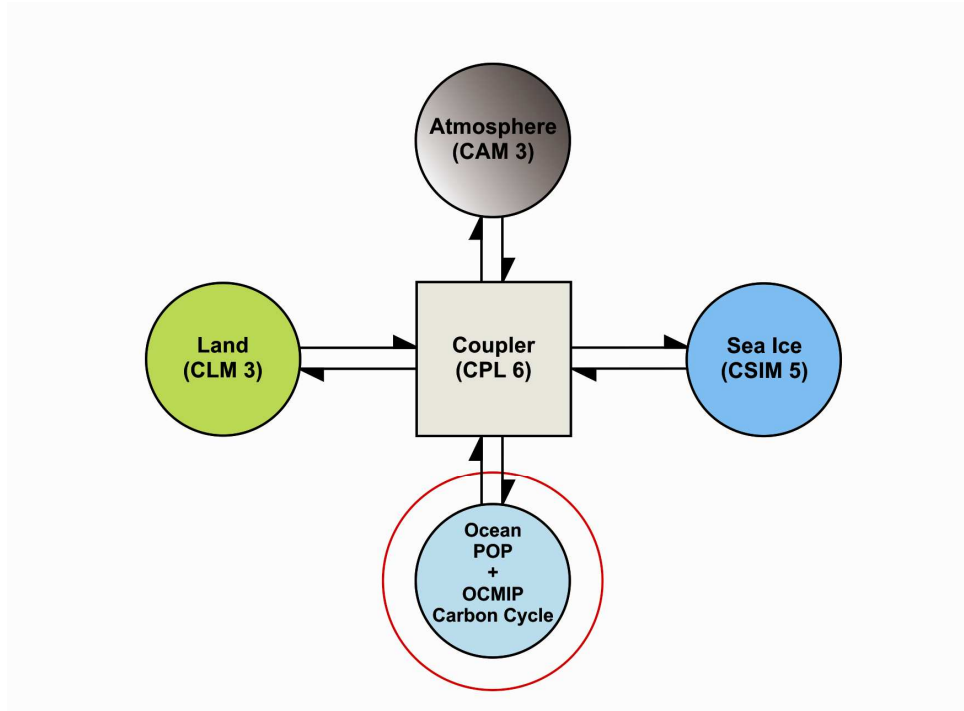 Atmosphere
(CAM 3)
Land
(CLM 3)
Coupler
(CPL 6)
Sea Ice
(CSIM 5)
Ocean
POP
+
OCMIP
Carbon Cycle